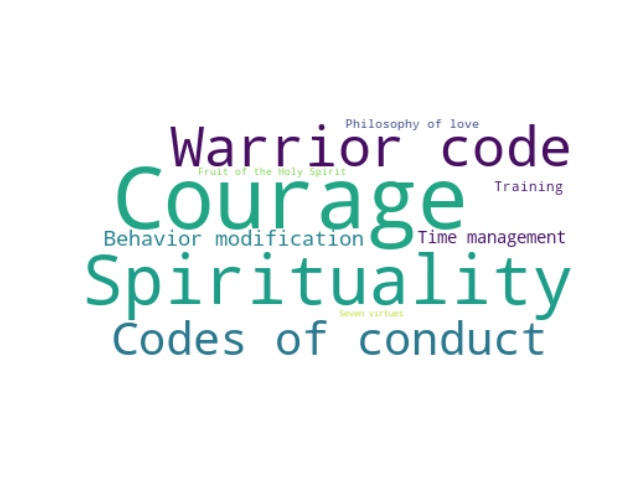 Philosophy of love
Warrior code
Fruit of the Holy Spirit
Courage
Training
Behavior modification
Time management
Spirituality
Seven virtues
Codes of conduct